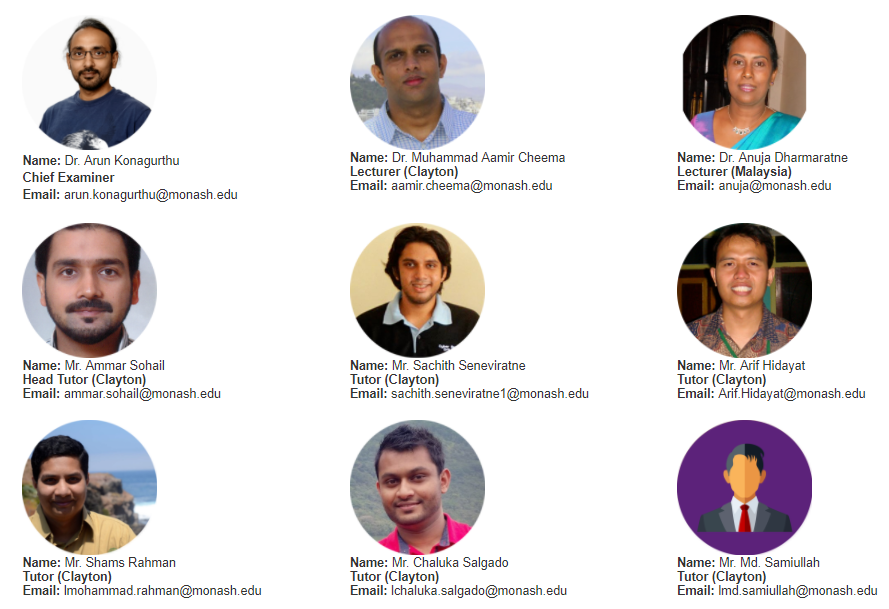 Name: Dr. Arun Konagurthu
Chief Examiner
Email: arun.konagurthu@monash.edu
Name: Dr. Muhammad Aamir Cheema
Lecturer (Clayton)
Email: aamir.cheema@monash.edu
Name: Dr. Anuja Dharmaratne
Lecturer (Malaysia)
Email: anuja@monash.edu
Name: Mr. Ammar Sohail
Head Tutor (Clayton)
Email: ammar.sohail@monash.edu
Name: Mr. Sachith Seneviratne
Tutor (Clayton)
Email: sachith.seneviratne1@monash.edu
Name: Mr. Arif Hidayat
Tutor (Clayton)
Email: Arif.Hidayat@monash.edu
Name: Mr. Shams Rahman
Tutor (Clayton)
Email: lmohammad.rahman@monash.edu
Name: Mr. Chaluka Salgado
Tutor (Clayton)
Email: lchaluka.salgado@monash.edu
Name: Mr. Md. Samiullah
Tutor (Clayton)
Email: lmd.samiullah@monash.edu